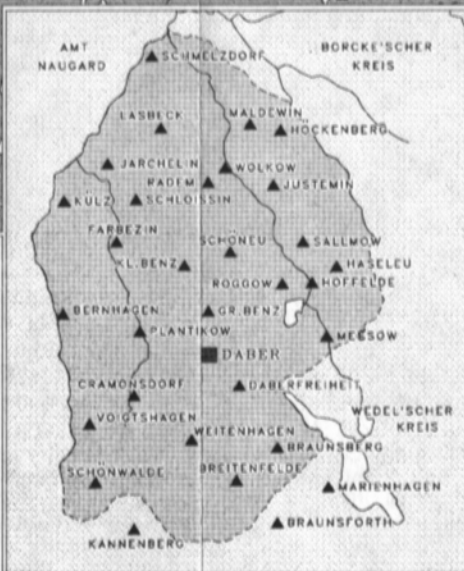 AMT
NAUGARD
BORCKE'SCHER
KREIS
SCHMELZDORF
LASBECK
MALDEWIN
HÖCKENBERG
JARCHELIN
WOLKOW
RADEM
JUSTEMIN
KÜLZ
SCHLOISSIN
FARBEZIN
SCHÖNEU
SALLMOW
KL. BENZ
HASELEU
ROGGOW
HOFFELDE
BERNHAGEN
GR. BENZ
PLANTIKOW
MEESOW
DABER
CRAMONSDORF
DABERFREIHEIT
VOIGTSHAGEN
WEDEL'SCHER
KREIS
WEITENHAGEN
BRAUNSBERG
SCHÖNWALDE
BREITENFELDE
MARIENHAGEN
KANNENBERG
BRAUNSFORTH